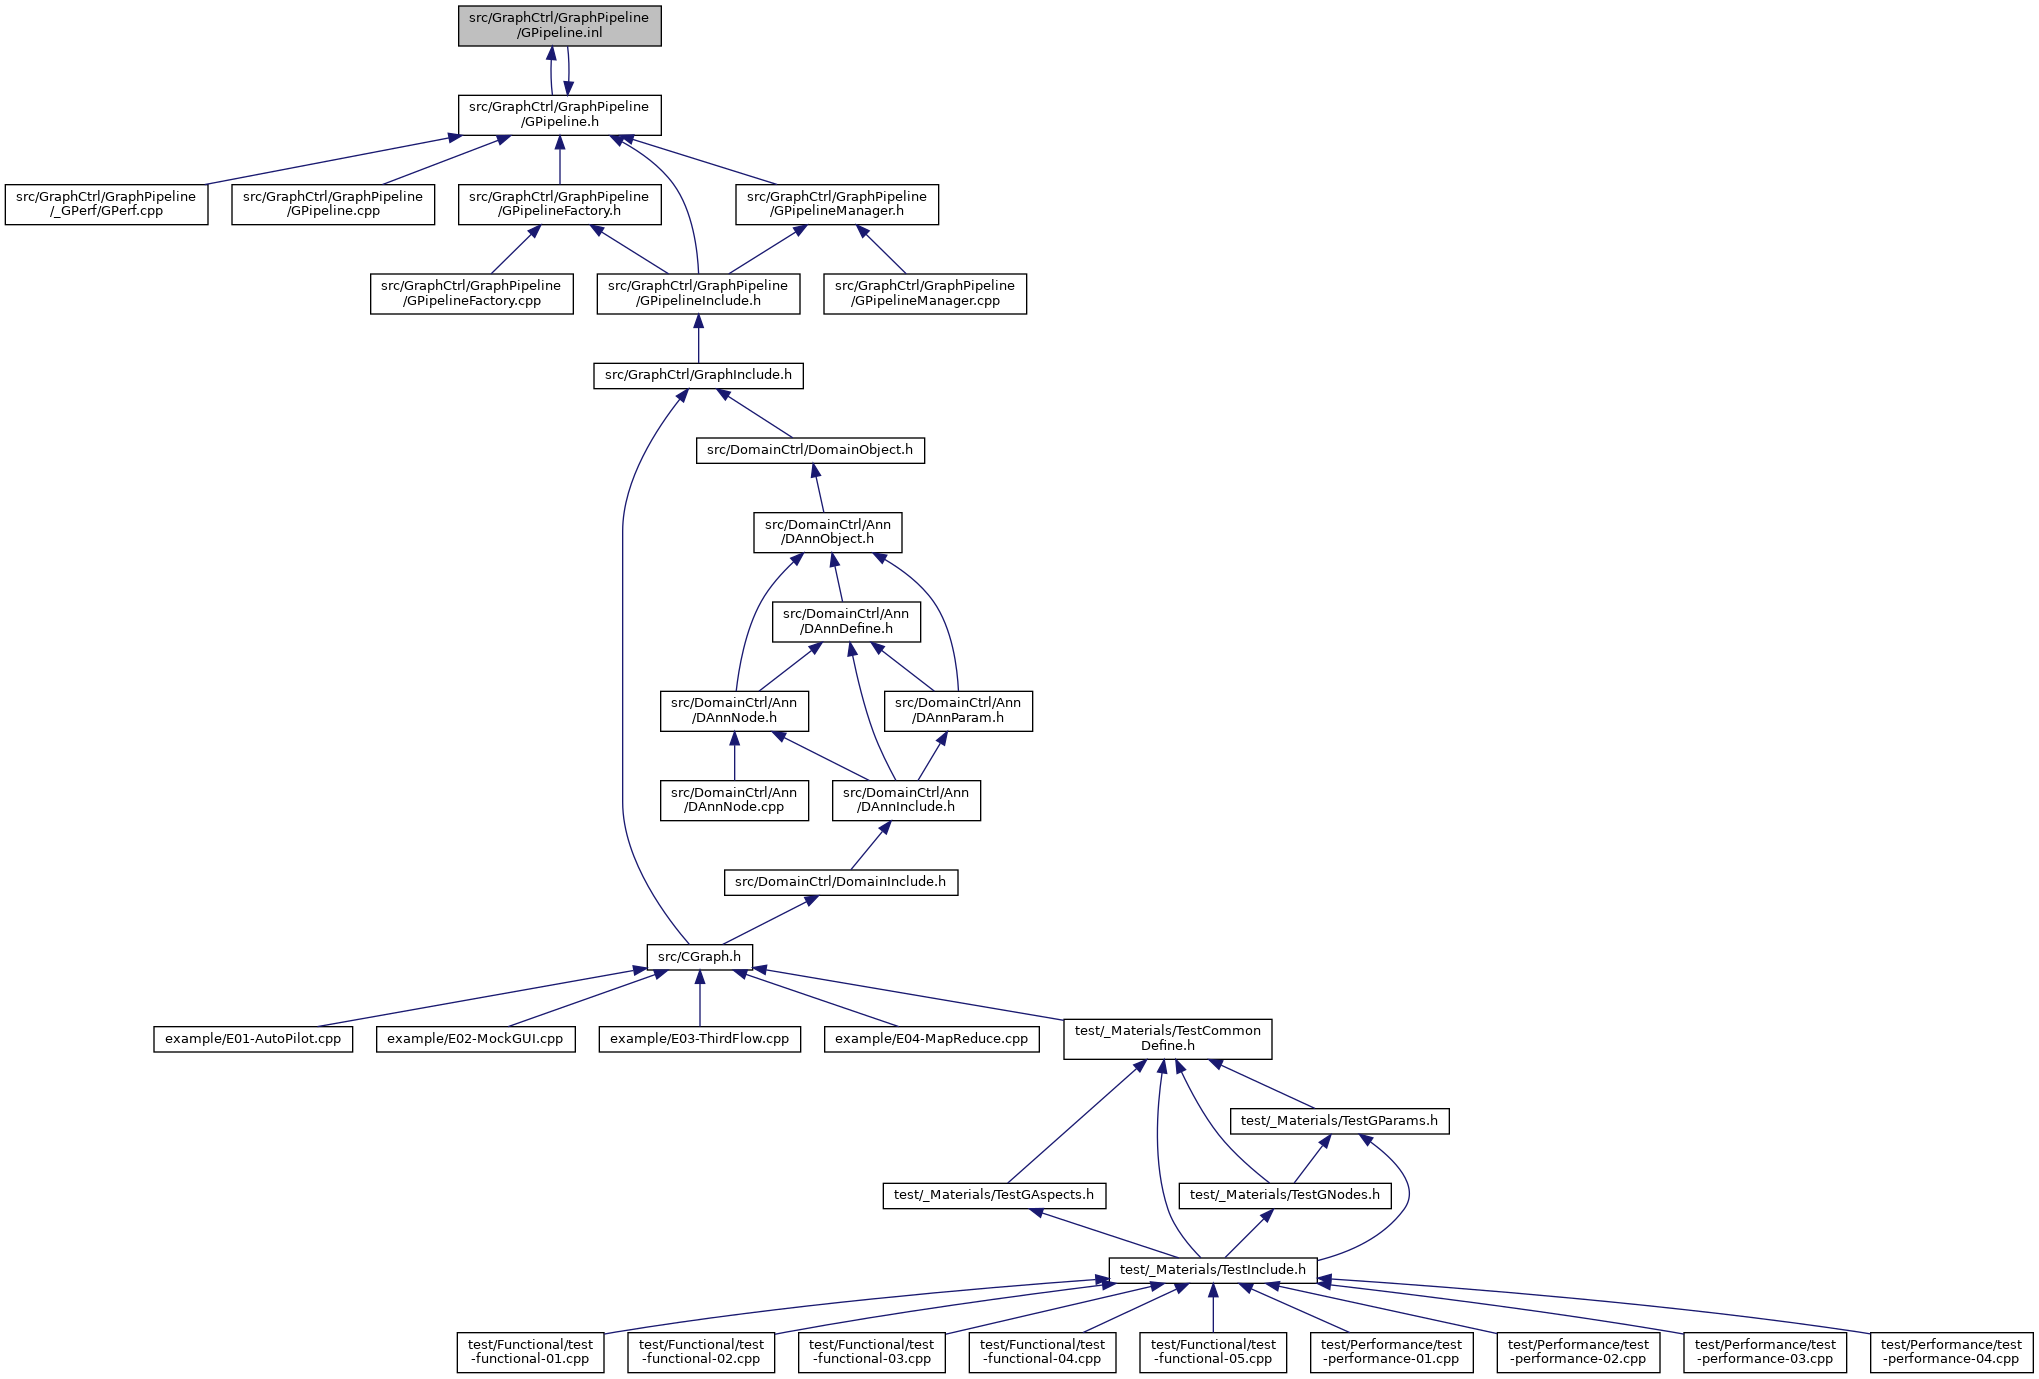 src/GraphCtrl/GraphPipeline
/GPipeline.inl
src/GraphCtrl/GraphPipeline
/GPipeline.h
src/GraphCtrl/GraphPipeline
/_GPerf/GPerf.cpp
src/GraphCtrl/GraphPipeline
/GPipeline.cpp
src/GraphCtrl/GraphPipeline
/GPipelineFactory.h
src/GraphCtrl/GraphPipeline
/GPipelineManager.h
src/GraphCtrl/GraphPipeline
/GPipelineFactory.cpp
src/GraphCtrl/GraphPipeline
/GPipelineInclude.h
src/GraphCtrl/GraphPipeline
/GPipelineManager.cpp
src/GraphCtrl/GraphInclude.h
src/DomainCtrl/DomainObject.h
src/DomainCtrl/Ann
/DAnnObject.h
src/DomainCtrl/Ann
/DAnnDefine.h
src/DomainCtrl/Ann
/DAnnNode.h
src/DomainCtrl/Ann
/DAnnParam.h
src/DomainCtrl/Ann
/DAnnNode.cpp
src/DomainCtrl/Ann
/DAnnInclude.h
src/DomainCtrl/DomainInclude.h
src/CGraph.h
example/E01-AutoPilot.cpp
example/E02-MockGUI.cpp
example/E03-ThirdFlow.cpp
example/E04-MapReduce.cpp
test/_Materials/TestCommon
Define.h
test/_Materials/TestGParams.h
test/_Materials/TestGAspects.h
test/_Materials/TestGNodes.h
test/_Materials/TestInclude.h
test/Functional/test
-functional-01.cpp
test/Functional/test
-functional-02.cpp
test/Functional/test
-functional-03.cpp
test/Functional/test
-functional-04.cpp
test/Functional/test
-functional-05.cpp
test/Performance/test
-performance-01.cpp
test/Performance/test
-performance-02.cpp
test/Performance/test
-performance-03.cpp
test/Performance/test
-performance-04.cpp